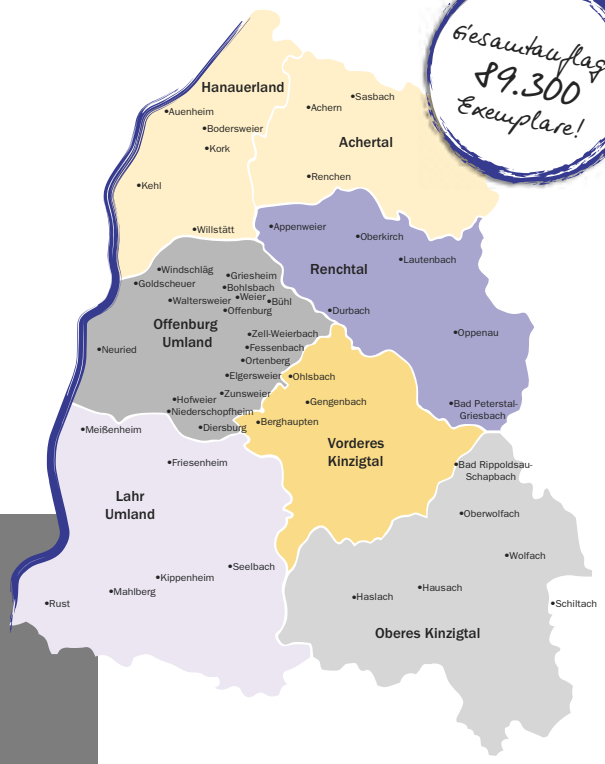 Gesamtauflag
89.300
Exemplare!
Hanauerland
•Sasbach
•Auenheim
•Achern
•Bodersweier
Achertal
•Kork
•Renchen
•Kehl
•Willstätt
•Appenweier
•Oberkirch
•Lautenbach
Renchtal
•Windschläg
•Griesheim
•Goldscheuer
•Bohlsbach
•Waltersweier
•Weier
•Bühl
•Offenburg
•Durbach
Offenburg
Umland
•Zell-Weierbach
•Oppenau
•Neuried
•Fessenbach
•Ortenberg
•Elgersweier
•Ohlsbach
•Zunsweier
•Hofweier
•Gengenbach
•Bad Peterstal-
Griesbach
•Niederschopfheim
•Diersburg
•Berghaupten
•Meißenheim
Vorderes
Kinzigtal
•Friesenheim
•Bad Rippoldsau-
Schapbach
Lahr
Umland
•Oberwolfach
•Wolfach
•Seelbach
•Kippenheim
•Mahlberg
•Hausach
•Haslach
•Rust
•Schiltach
Oberes Kinzigtal